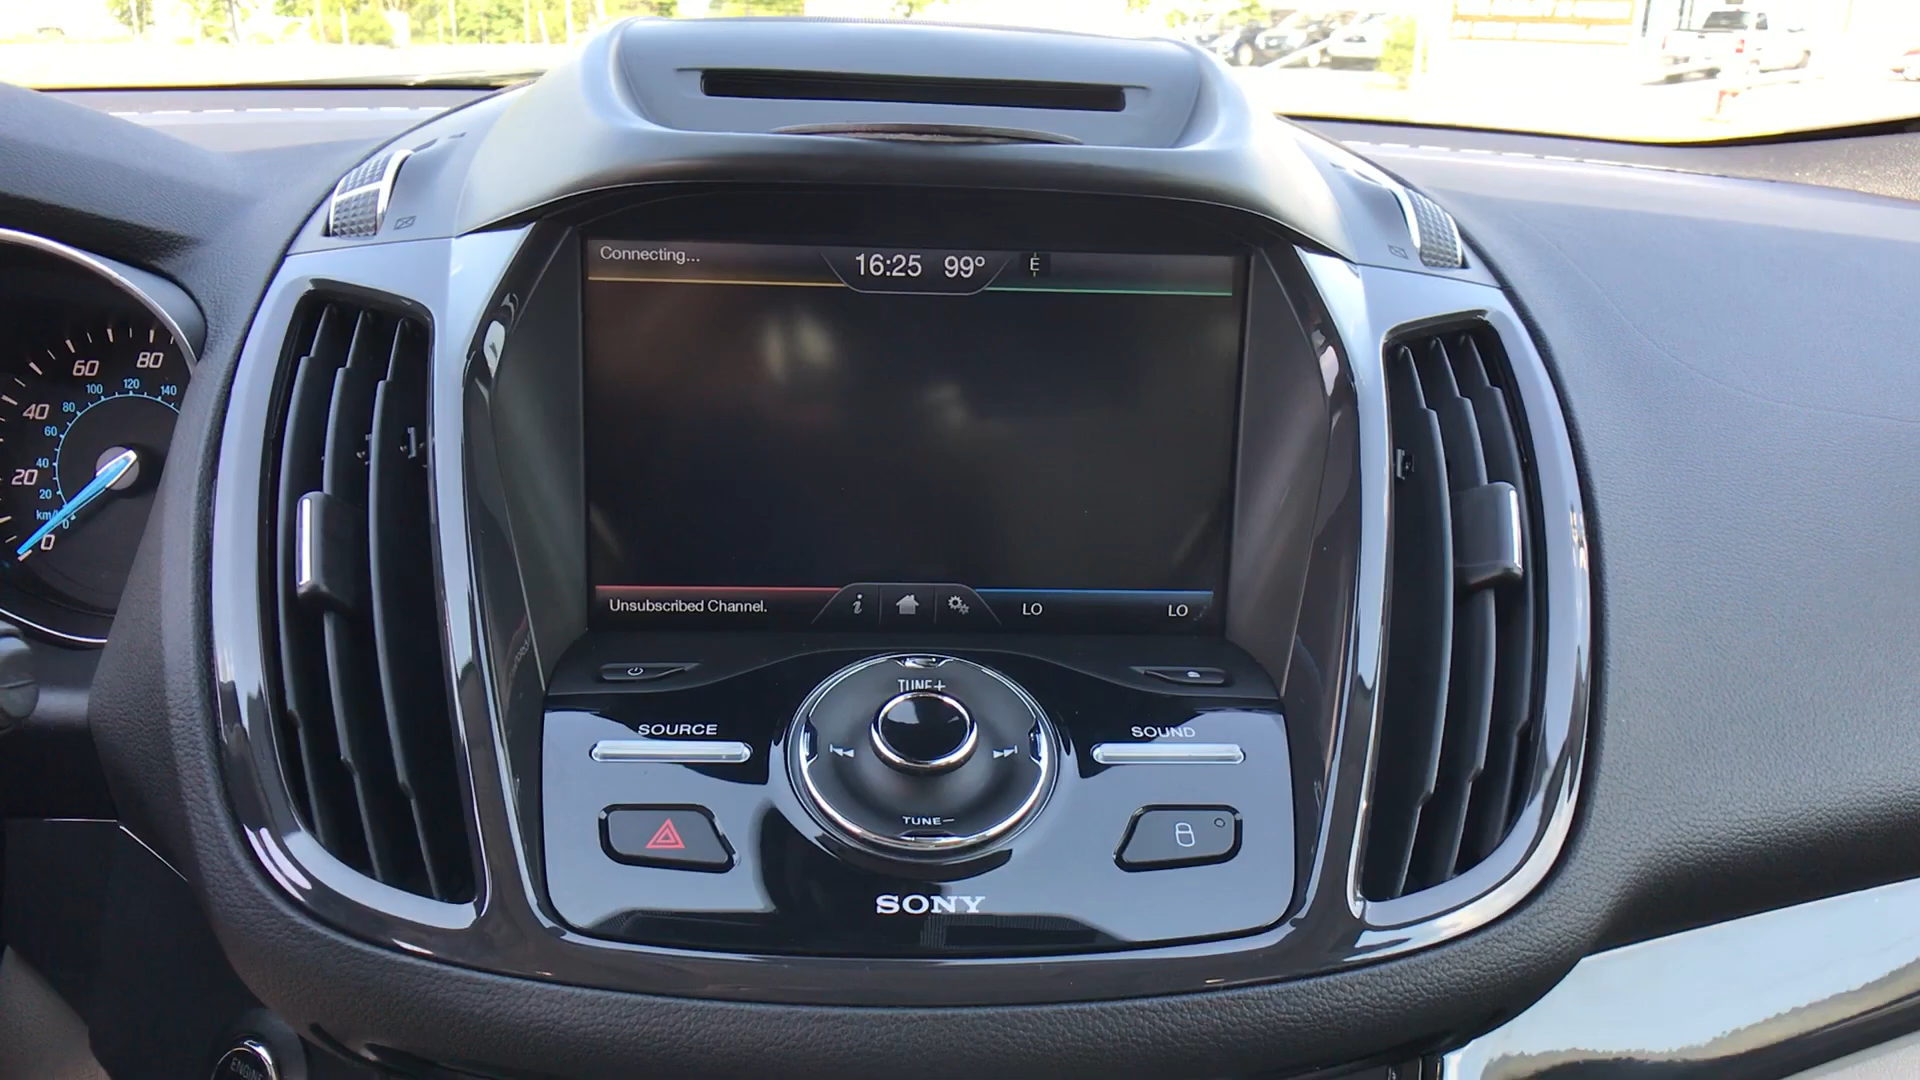 Connecting...
16:25 99° E
Unsubscribed Channel.
i
LO
LO
TUNE+
SOURCE
SOUND
TUNE−
SONY
80
60
40
20
0
140
120
100
80
60
40
20
0
km/h
ENGINE